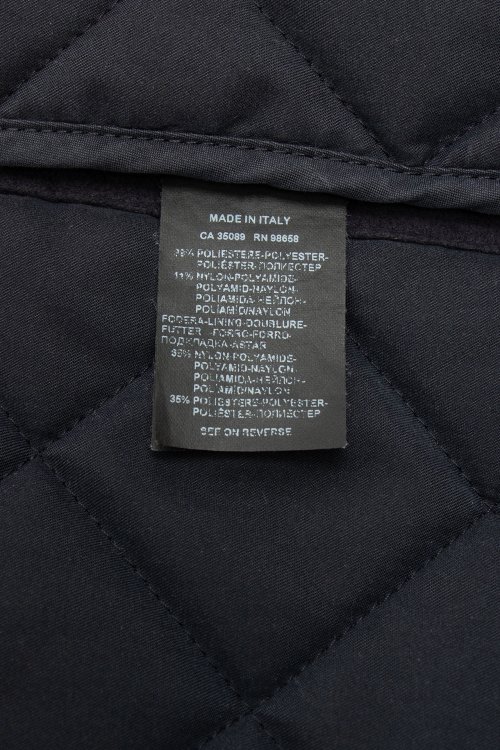 MADE IN ITALY
CA 35089 RN 98658
POLIESTERE-POLYESTER-
POLIÉSTER-ПОЛИЕСТЕР
11% NYLON-POLYAMIDE-
POLYAMID-NAYLON-
POLIAMIDA-НЕЙЛОН-
POLIAMID/NAYLON
FODERA-LINING-DOUBLURE-
FUTTER -FORRO-FORRO-
ПОДКЛАДКА-ASTAR
NYLON-POLYAMIDE-
POLYAMID-NAYLON-
POLIAMIDA-НЕЙЛОН-
POLIAMID/NAYLON
35% POLIESTERE-POLYESTER-
POLIÉSTER-ПОЛИЕСТЕР
SEE ON REVERSE